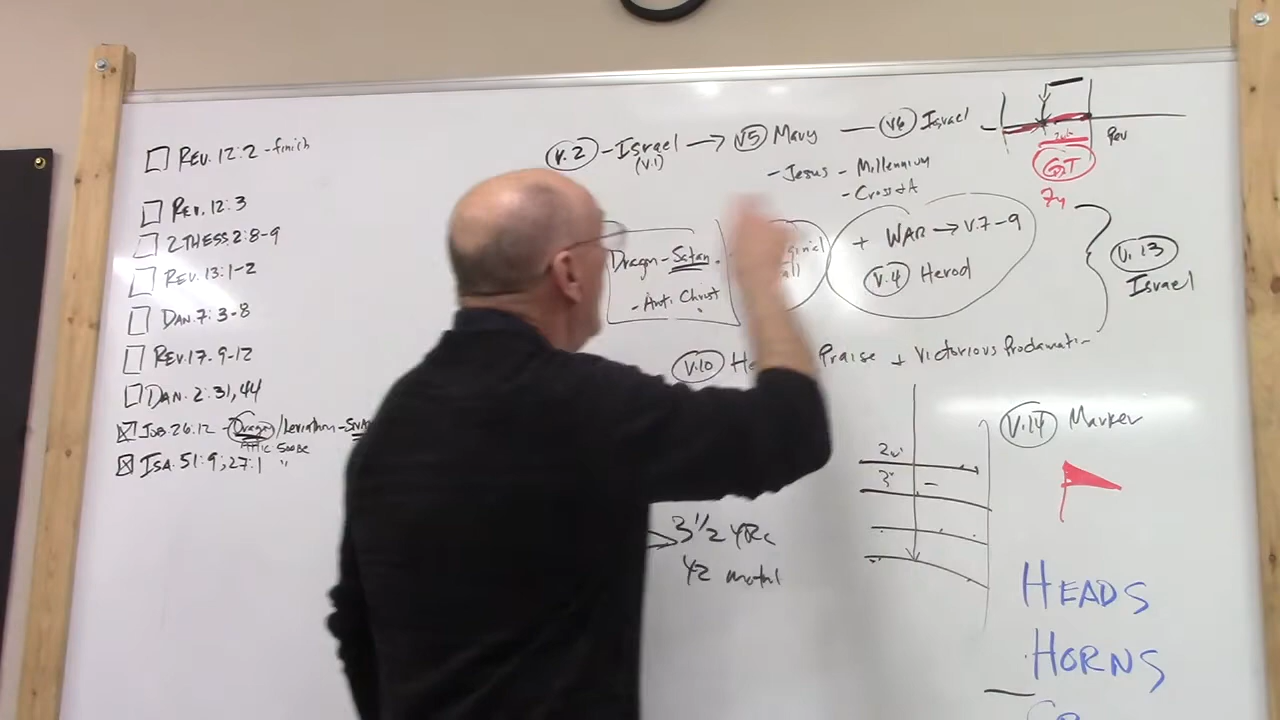 ☐ REV. 12:2 - finish
☐ REV. 12:3
☐ 2 THESS. 2:8-9
☐ REV. 13:1-2
☐ DAN. 7:3-8
☐ REV. 17.9-12
☐ DAN. 2:31,44
☒ JOB. 26:12 - Dragon/Leviathan-
☒ ISA. 51:9, 27:1 "
V.2 - Israel → V5 Mary — V6 Israel
(V.1)
- Jesus - Millennium
- Cross + A
Rev
GT
7y
Dragon - Satan.
- Anti Christ
+ WAR → V.7-9
V.4 Herod
V.13
Israel
V.10 Praise + Victorious Proclamati
V.14 Marker
3 1/2 YRs
42
HEADS
HORNS